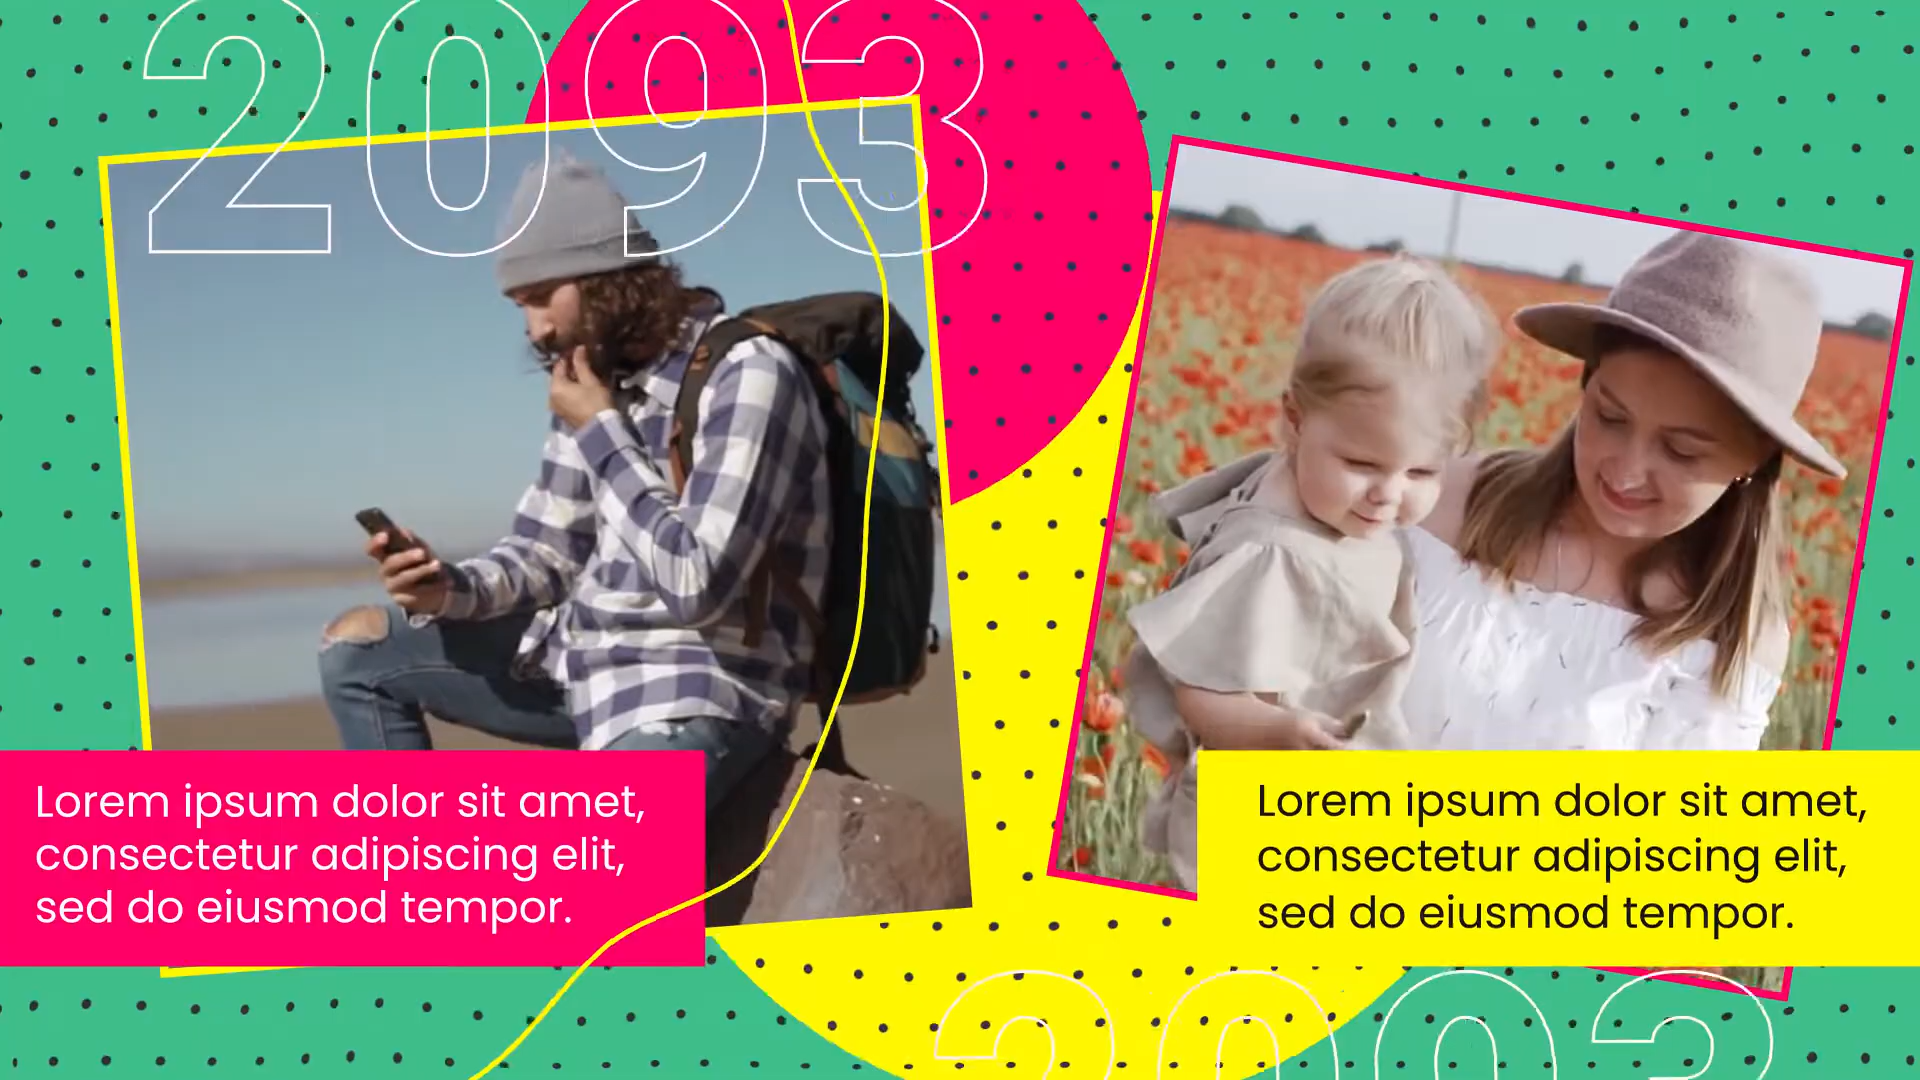 2093
Lorem ipsum dolor sit amet,
consectetur adipiscing elit,
sed do eiusmod tempor.
Lorem ipsum dolor sit amet,
consectetur adipiscing elit,
sed do eiusmod tempor.